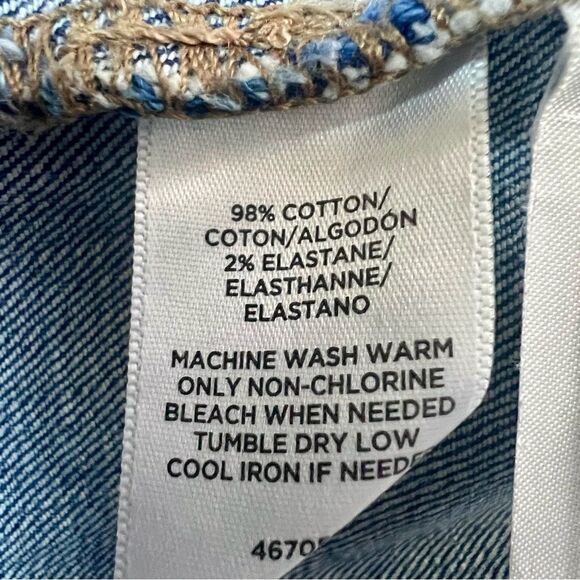 98% COTTON/
COTON/ALGODÓN
2% ELASTANE/
ELASTHANNE/
ELASTANO
MACHINE WASH WARM
ONLY NON-CHLORINE
BLEACH WHEN NEEDED
TUMBLE DRY LOW
COOL IRON IF NEEDED